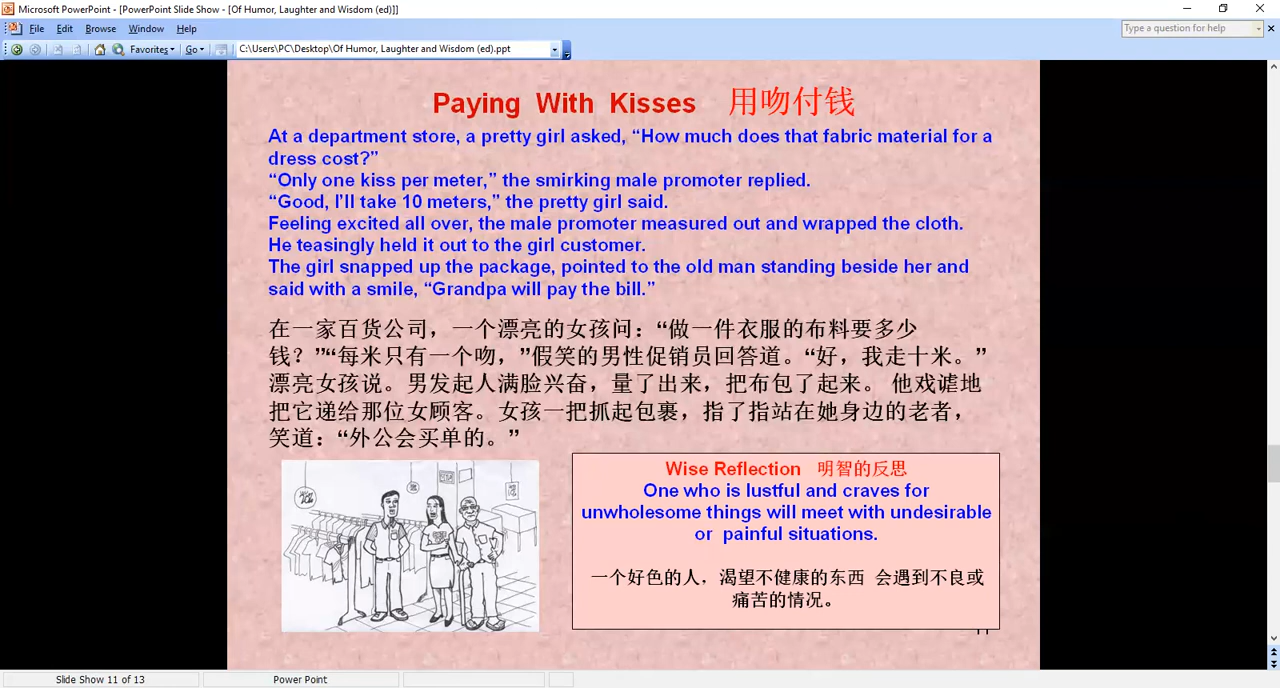 Microsoft PowerPoint - [PowerPoint Slide Show - [Of Humor, Laughter and Wisdom (ed)]]
File Edit Browse Window Help
Type a question for help
Favorites Go C:\Users\PC\Desktop\Of Humor, Laughter and Wisdom (ed).ppt
Paying With Kisses 用吻付钱
At a department store, a pretty girl asked, “How much does that fabric material for a
dress cost?”
“Only one kiss per meter,” the smirking male promoter replied.
“Good, I’ll take 10 meters,” the pretty girl said.
Feeling excited all over, the male promoter measured out and wrapped the cloth.
He teasingly held it out to the girl customer.
The girl snapped up the package, pointed to the old man standing beside her and
said with a smile, “Grandpa will pay the bill.”
在一家百货公司，一个漂亮的女孩问：“做一件衣服的布料要多少
钱？”“每米只有一个吻，”假笑的男性促销员回答道。“好，我走十米。”
漂亮女孩说。男发起人满脸兴奋，量了出来，把布包了起来。 他戏谑地
把它递给那位女顾客。女孩一把抓起包裹，指了指站在她身边的老者，
笑道：“外公会买单的。”
Wise Reflection 明智的反思
One who is lustful and craves for
unwholesome things will meet with undesirable
or painful situations.
一个好色的人，渴望不健康的东西 会遇到不良或
痛苦的情况。
Slide Show 11 of 13
Power Point